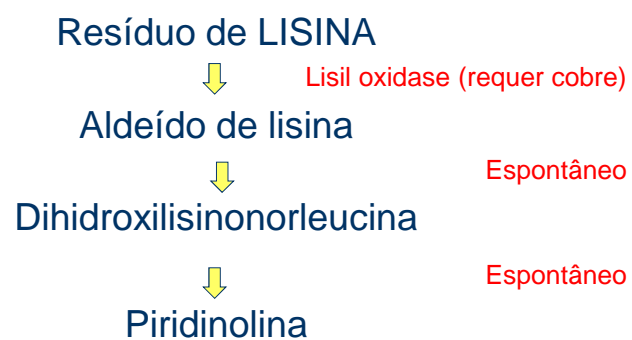 Resíduo de LISINA
Lisil oxidase (requer cobre)
Aldeído de lisina
Espontâneo
Dihidroxilisinonorleucina
Espontâneo
Piridinolina